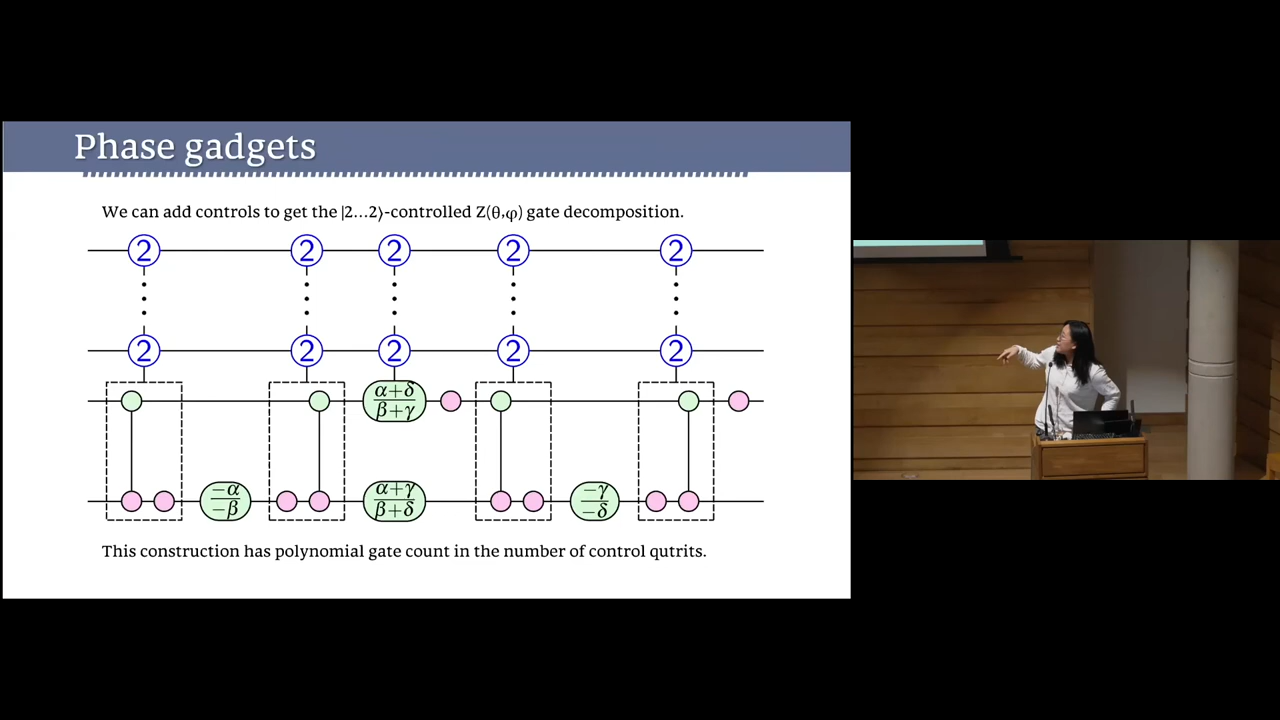 Phase gadgets
We can add controls to get the |2...2⟩-controlled Z(θ,φ) gate decomposition.
2 2 2 2 2
2 2 2 2 2
α+δ
β+γ
−α
−β
α+γ
β+δ
−γ
−δ
This construction has polynomial gate count in the number of control qutrits.